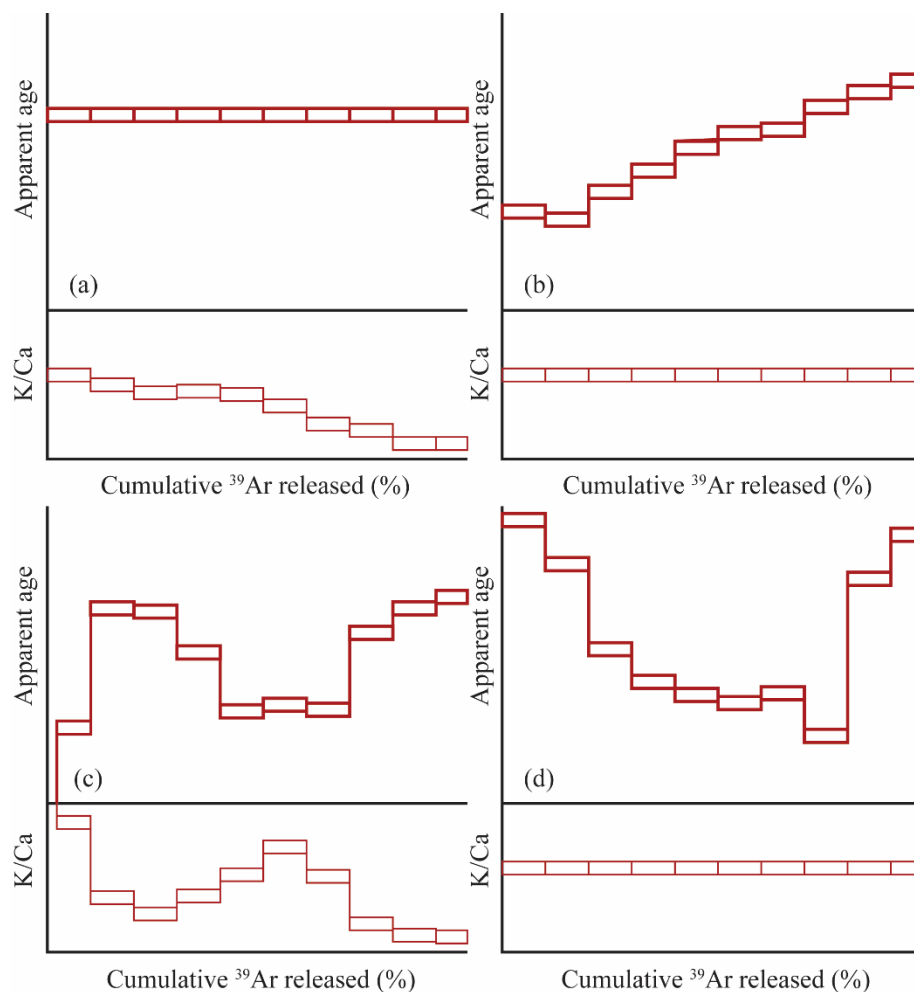 Apparent age
(a)
K/Ca
Cumulative ³⁹Ar released (%)
Apparent age
(b)
K/Ca
Cumulative ³⁹Ar released (%)
Apparent age
(c)
K/Ca
Cumulative ³⁹Ar released (%)
Apparent age
(d)
K/Ca
Cumulative ³⁹Ar released (%)